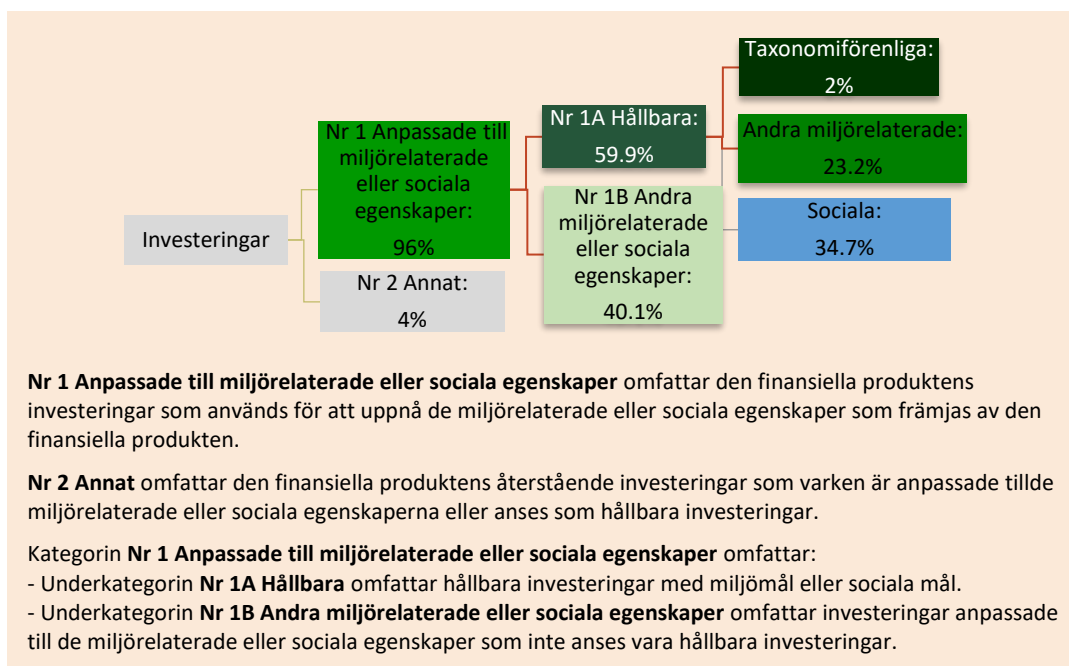 Investeringar
Nr 1 Anpassade till
miljörelaterade
eller sociala
egenskaper:
96%
Nr 2 Annat:
4%
Nr 1A Hållbara:
59.9%
Nr 1B Andra
miljörelaterade
eller sociala
egenskaper:
40.1%
Taxonomiförenliga:
2%
Andra miljörelaterade:
23.2%
Sociala:
34.7%
Nr 1 Anpassade till miljörelaterade eller sociala egenskaper omfattar den finansiella produktens
investeringar som används för att uppnå de miljörelaterade eller sociala egenskaper som främjas av den
finansiella produkten.
Nr 2 Annat omfattar den finansiella produktens återstående investeringar som varken är anpassade tillde
miljörelaterade eller sociala egenskaperna eller anses som hållbara investeringar.
Kategorin Nr 1 Anpassade till miljörelaterade eller sociala egenskaper omfattar:
- Underkategorin Nr 1A Hållbara omfattar hållbara investeringar med miljömål eller sociala mål.
- Underkategorin Nr 1B Andra miljörelaterade eller sociala egenskaper omfattar investeringar anpassade
till de miljörelaterade eller sociala egenskaper som inte anses vara hållbara investeringar.